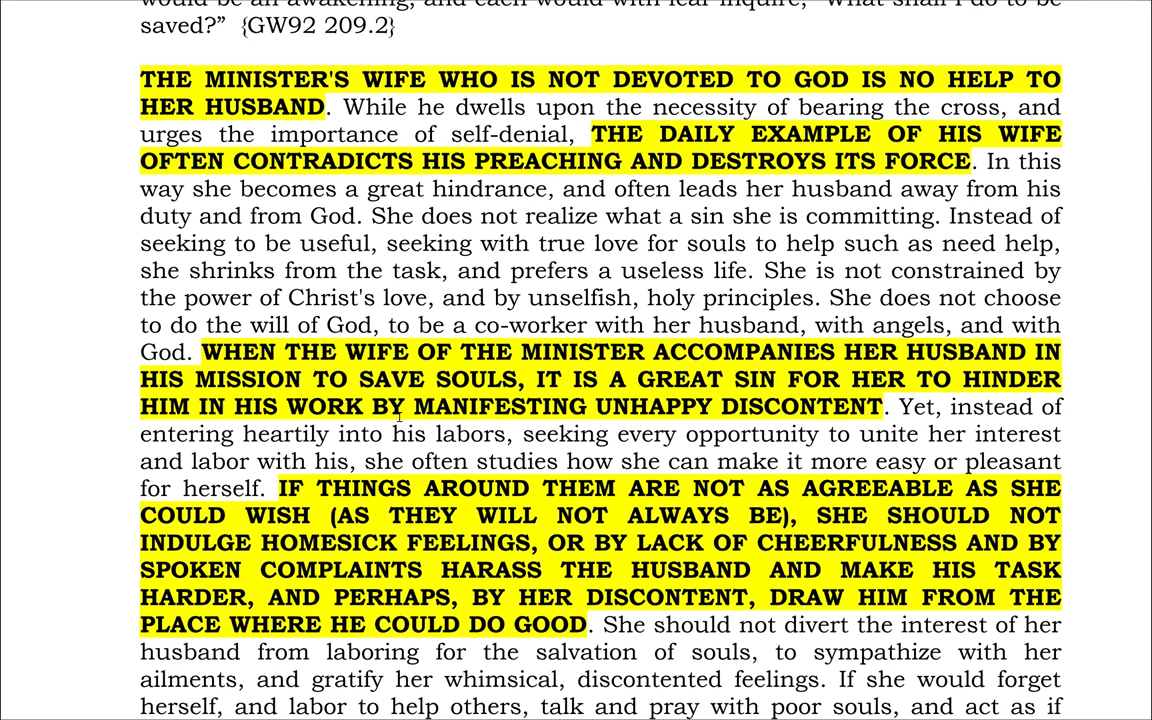 would be an awakening, and each would with fear inquire, “What shall I do to be
saved?” {GW92 209.2}
THE MINISTER'S WIFE WHO IS NOT DEVOTED TO GOD IS NO HELP TO
HER HUSBAND. While he dwells upon the necessity of bearing the cross, and
urges the importance of self-denial, THE DAILY EXAMPLE OF HIS WIFE
OFTEN CONTRADICTS HIS PREACHING AND DESTROYS ITS FORCE. In this
way she becomes a great hindrance, and often leads her husband away from his
duty and from God. She does not realize what a sin she is committing. Instead of
seeking to be useful, seeking with true love for souls to help such as need help,
she shrinks from the task, and prefers a useless life. She is not constrained by
the power of Christ's love, and by unselfish, holy principles. She does not choose
to do the will of God, to be a co-worker with her husband, with angels, and with
God. WHEN THE WIFE OF THE MINISTER ACCOMPANIES HER HUSBAND IN
HIS MISSION TO SAVE SOULS, IT IS A GREAT SIN FOR HER TO HINDER
HIM IN HIS WORK BY MANIFESTING UNHAPPY DISCONTENT. Yet, instead of
entering heartily into his labors, seeking every opportunity to unite her interest
and labor with his, she often studies how she can make it more easy or pleasant
for herself. IF THINGS AROUND THEM ARE NOT AS AGREEABLE AS SHE
COULD WISH (AS THEY WILL NOT ALWAYS BE), SHE SHOULD NOT
INDULGE HOMESICK FEELINGS, OR BY LACK OF CHEERFULNESS AND BY
SPOKEN COMPLAINTS HARASS THE HUSBAND AND MAKE HIS TASK
HARDER, AND PERHAPS, BY HER DISCONTENT, DRAW HIM FROM THE
PLACE WHERE HE COULD DO GOOD. She should not divert the interest of her
husband from laboring for the salvation of souls, to sympathize with her
ailments, and gratify her whimsical, discontented feelings. If she would forget
herself, and labor to help others, talk and pray with poor souls, and act as if